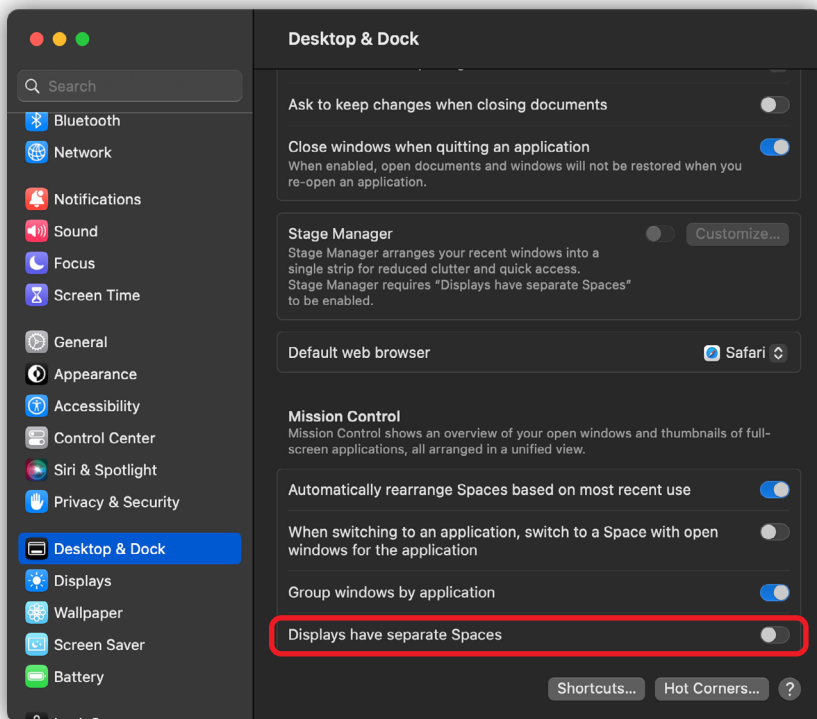 Desktop & Dock
Search
Bluetooth
Network
Notifications
Sound
Focus
Screen Time
General
Appearance
Accessibility
Control Center
Siri & Spotlight
Privacy & Security
Desktop & Dock
Displays
Wallpaper
Screen Saver
Battery
Ask to keep changes when closing documents
Close windows when quitting an application
When enabled, open documents and windows will not be restored when you
re-open an application.
Stage Manager
Customize...
Stage Manager arranges your recent windows into a
single strip for reduced clutter and quick access.
Stage Manager requires “Displays have separate Spaces”
to be enabled.
Default web browser
Safari
Mission Control
Mission Control shows an overview of your open windows and thumbnails of full-
screen applications, all arranged in a unified view.
Automatically rearrange Spaces based on most recent use
When switching to an application, switch to a Space with open
windows for the application
Group windows by application
Displays have separate Spaces
Shortcuts...
Hot Corners...
?